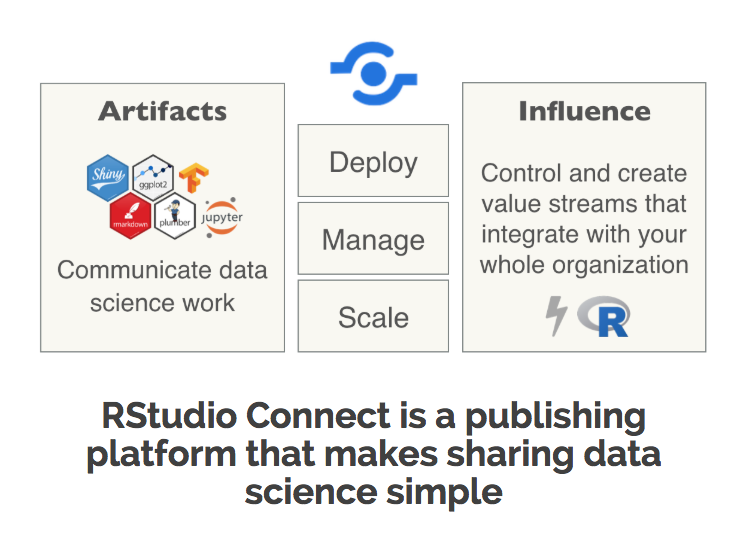 Artifacts
Shiny
ggplot2
rmarkdown
plumber
jupyter
Communicate data
science work
Deploy
Manage
Scale
Influence
Control and create
value streams that
integrate with your
whole organization
R
RStudio Connect is a publishing
platform that makes sharing data
science simple